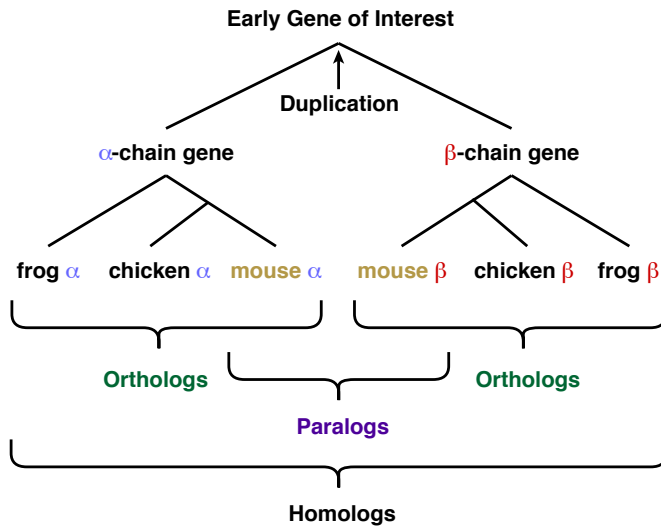 Early Gene of Interest
Duplication
α-chain gene β-chain gene
frog α chicken α mouse α mouse β chicken β frog β
Orthologs Orthologs
Paralogs
Homologs